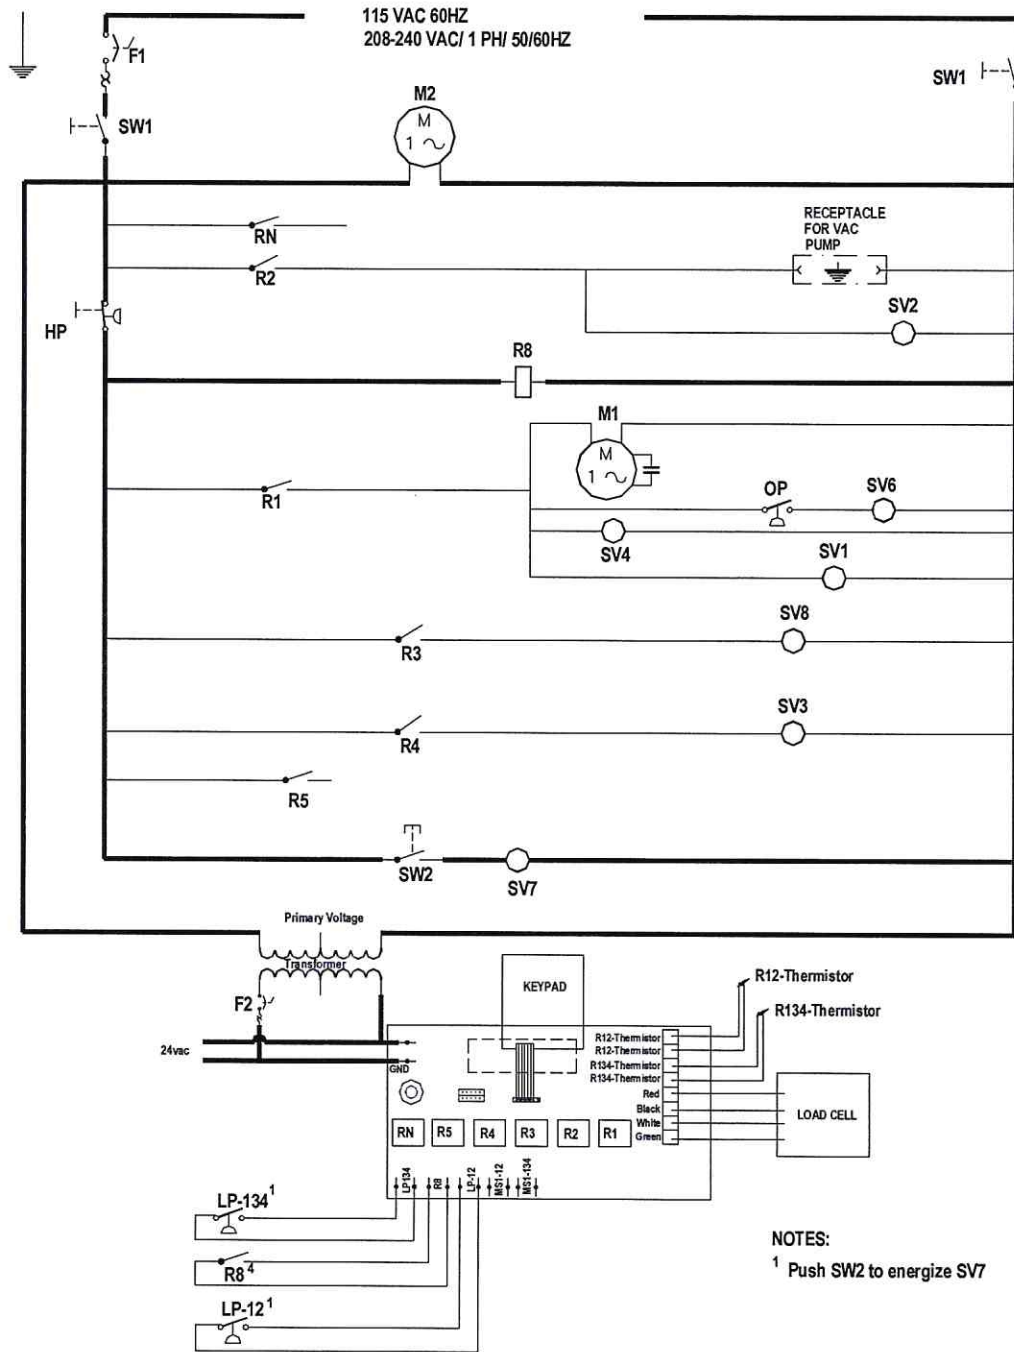 115 VAC 60HZ
208-240 VAC/ 1 PH/ 50/60HZ
F1
SW1
SW1
M2
M
1
RN
RECEPTACLE
FOR VAC
PUMP
R2
SV2
HP
R8
M1
M
1
R1
OP
SV6
SV4
SV1
R3
SV8
R4
SV3
R5
SW2
SV7
Primary Voltage
Transformer
F2
24vac
GND
KEYPAD
R12-Thermistor
R134-Thermistor
R12-Thermistor
R12-Thermistor
R134-Thermistor
R134-Thermistor
Red
Black
White
Green
LOAD CELL
RN
R5
R4
R3
R2
R1
LP134
R8
LP-12
MS1-12
MS1-134
LP-134 1
R8 4
LP-12 1
NOTES:
1 Push SW2 to energize SV7